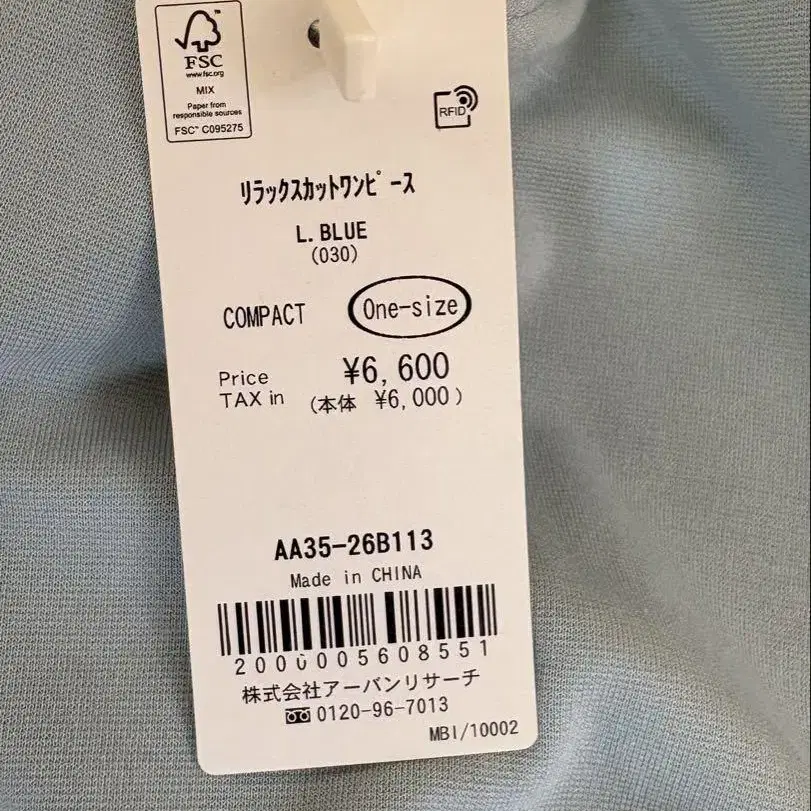 FSC
www.fsc.org
MIX
Paper from
responsible sources
FSC™ C095275
RFID
ﾘﾗｯｸｽｶｯﾄﾜﾝﾋﾟｰｽ
L. BLUE
(030)
COMPACT One-size
Price ¥6,600
TAX in (本体 ¥6,000)
AA35-26B113
Made in CHINA
2000005608551
株式会社アーバンリサーチ
0120-96-7013
MBI/10002